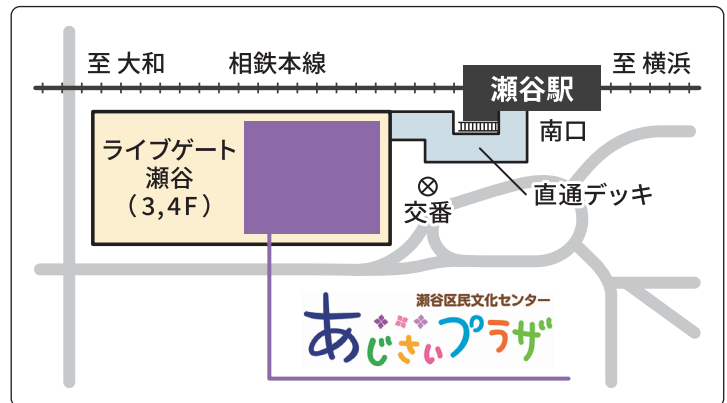 至 大和
相鉄本線
至 横浜
瀬谷駅
南口
ライブゲート
瀬谷
（3,4F）
直通デッキ
交番
瀬谷区民文化センター
あじさいプラザ